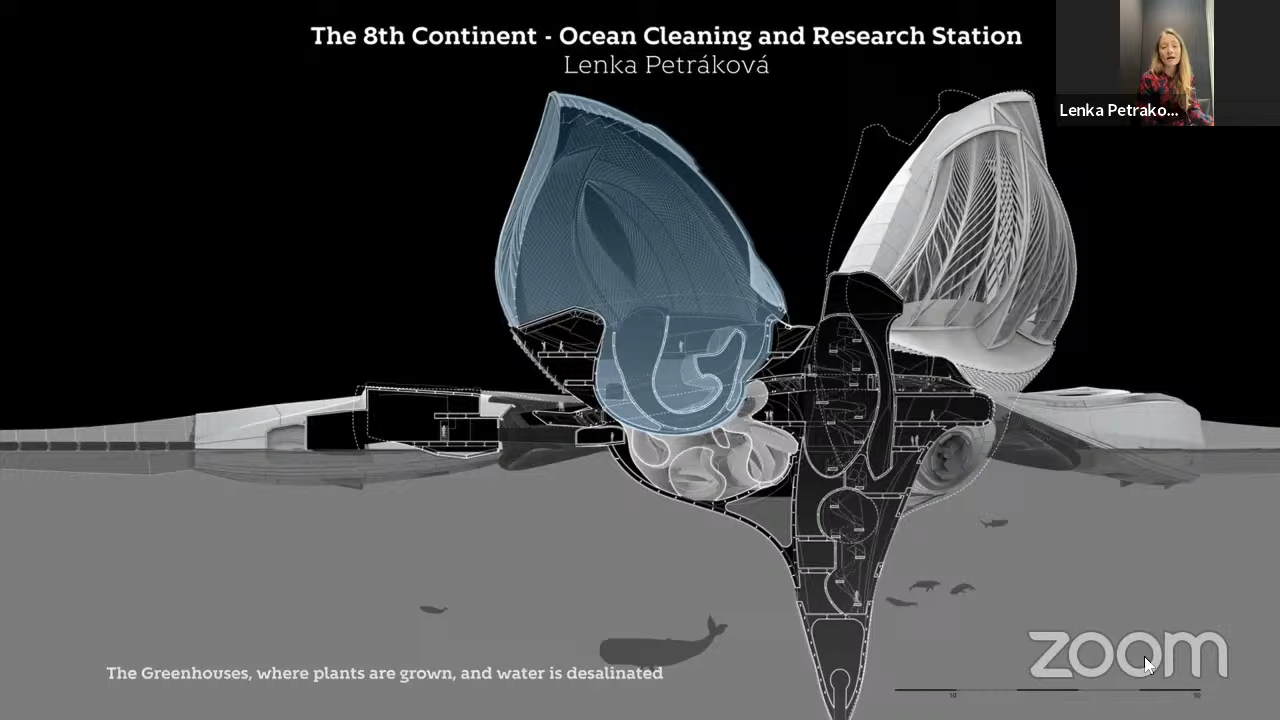 The 8th Continent - Ocean Cleaning and Research Station
Lenka Petráková
Lenka Petrako...
The Greenhouses, where plants are grown, and water is desalinated
zoom
10